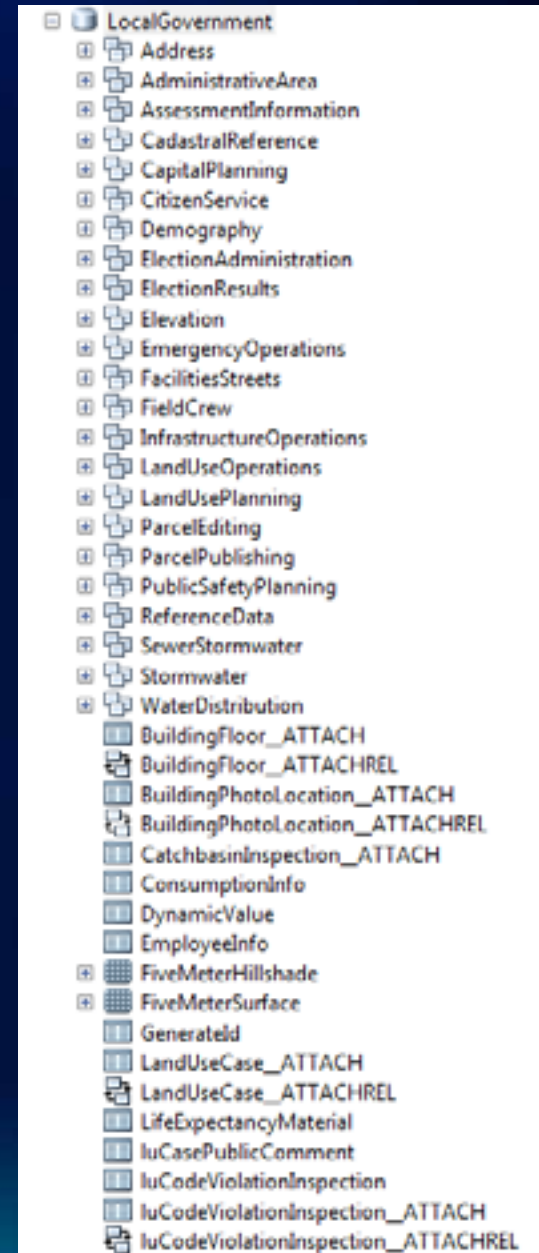 LocalGovernment
Address
AdministrativeArea
AssessmentInformation
CadastralReference
CapitalPlanning
CitizenService
Demography
ElectionAdministration
ElectionResults
Elevation
EmergencyOperations
FacilitiesStreets
FieldCrew
InfrastructureOperations
LandUseOperations
LandUsePlanning
ParcelEditing
ParcelPublishing
PublicSafetyPlanning
ReferenceData
SewerStormwater
Stormwater
WaterDistribution
BuildingFloor__ATTACH
BuildingFloor__ATTACHREL
BuildingPhotoLocation__ATTACH
BuildingPhotoLocation__ATTACHREL
CatchbasinInspection__ATTACH
ConsumptionInfo
DynamicValue
EmployeeInfo
FiveMeterHillshade
FiveMeterSurface
GenerateId
LandUseCase__ATTACH
LandUseCase__ATTACHREL
LifeExpectancyMaterial
luCasePublicComment
luCodeViolationInspection
luCodeViolationInspection__ATTACH
luCodeViolationInspection__ATTACHREL